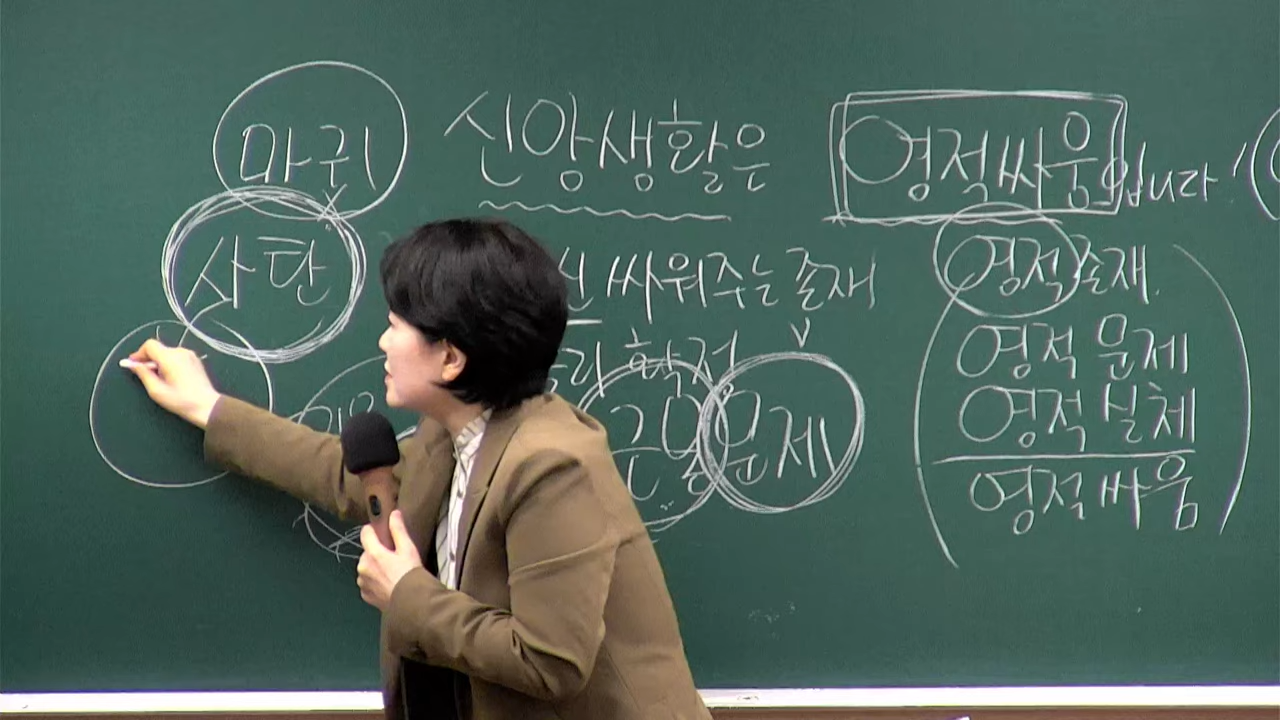 마귀 신앙생활은 영적싸움입니다!
사단 싸워주는 존재 영적존재.
영적 문제
문제 영적 실체
영적 싸움